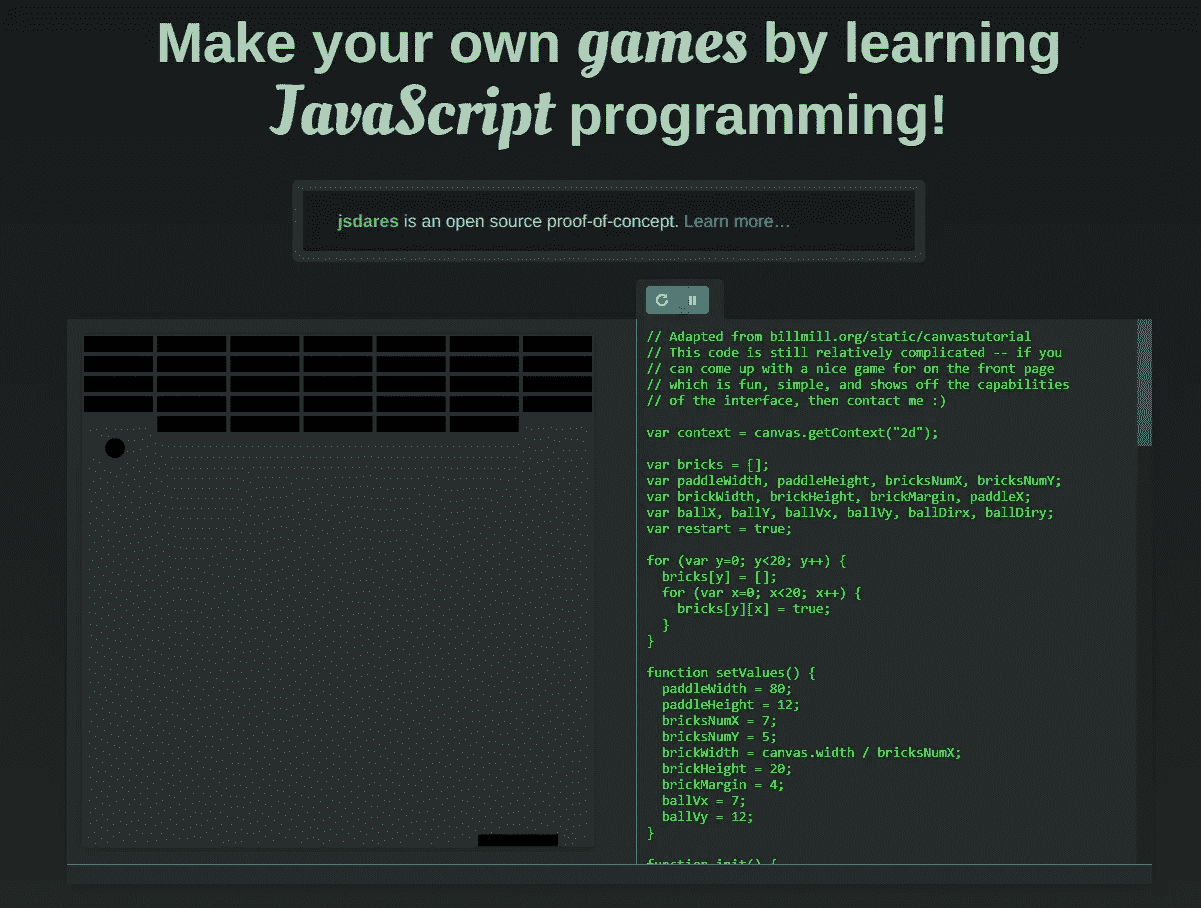 Make your own games by learning
JavaScript programming!
jsdares is an open source proof-of-concept. Learn more...
// Adapted from billmill.org/static/canvastutorial
// This code is still relatively complicated -- if you
// can come up with a nice game for on the front page
// which is fun, simple, and shows off the capabilities
// of the interface, then contact me :)
var context = canvas.getContext("2d");
var bricks = [];
var paddleWidth, paddleHeight, bricksNumX, bricksNumY;
var brickWidth, brickHeight, brickMargin, paddleX;
var ballX, ballY, ballVx, ballVy, ballDirx, ballDiry;
var restart = true;
for (var y=0; y<20; y++) {
  bricks[y] = [];
  for (var x=0; x<20; x++) {
    bricks[y][x] = true;
  }
}
function setValues() {
  paddleWidth = 80;
  paddleHeight = 12;
  bricksNumX = 7;
  bricksNumY = 5;
  brickWidth = canvas.width / bricksNumX;
  brickHeight = 20;
  brickMargin = 4;
  ballVx = 7;
  ballVy = 12;
}
function init() {